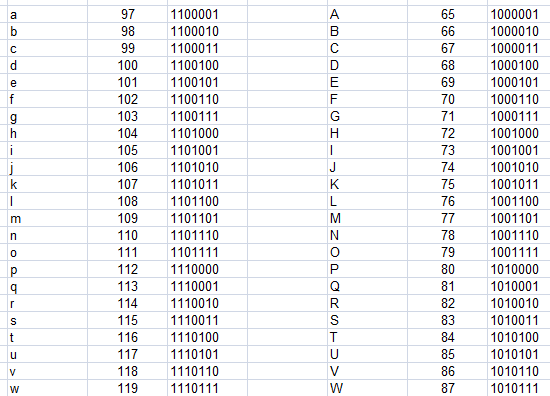 a 97 1100001 A 65 1000001
b 98 1100010 B 66 1000010
c 99 1100011 C 67 1000011
d 100 1100100 D 68 1000100
e 101 1100101 E 69 1000101
f 102 1100110 F 70 1000110
g 103 1100111 G 71 1000111
h 104 1101000 H 72 1001000
i 105 1101001 I 73 1001001
j 106 1101010 J 74 1001010
k 107 1101011 K 75 1001011
l 108 1101100 L 76 1001100
m 109 1101101 M 77 1001101
n 110 1101110 N 78 1001110
o 111 1101111 O 79 1001111
p 112 1110000 P 80 1010000
q 113 1110001 Q 81 1010001
r 114 1110010 R 82 1010010
s 115 1110011 S 83 1010011
t 116 1110100 T 84 1010100
u 117 1110101 U 85 1010101
v 118 1110110 V 86 1010110
w 119 1110111 W 87 1010111